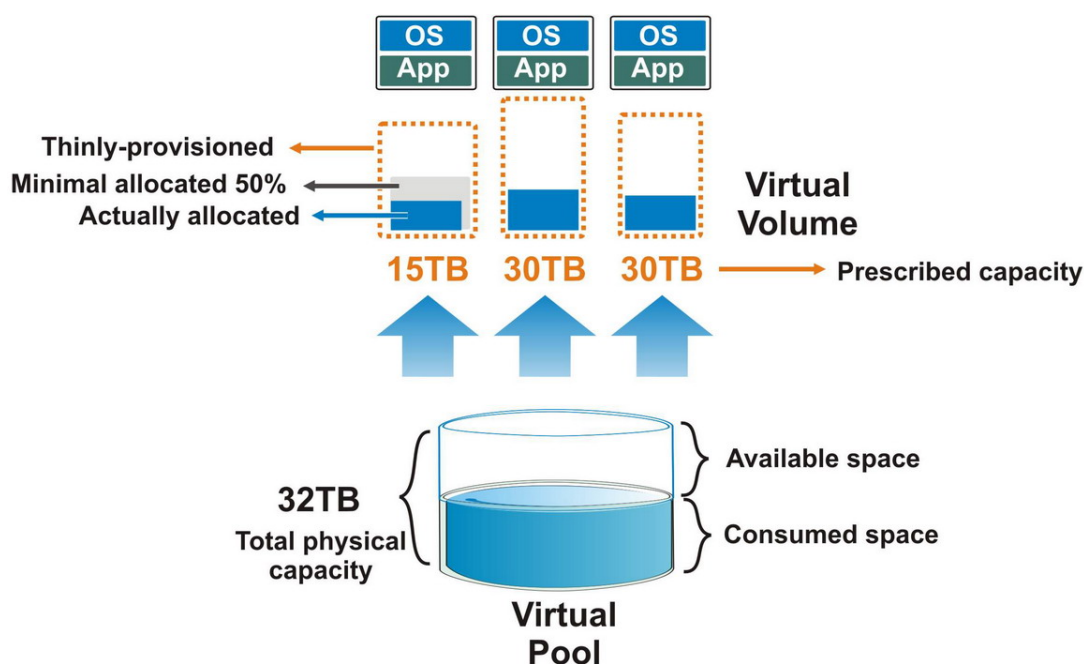 OS
App
OS
App
OS
App
Thinly-provisioned
Minimal allocated 50%
Actually allocated
Virtual
Volume
15TB
30TB
30TB
Prescribed capacity
Available space
32TB
Total physical
capacity
Consumed space
Virtual
Pool